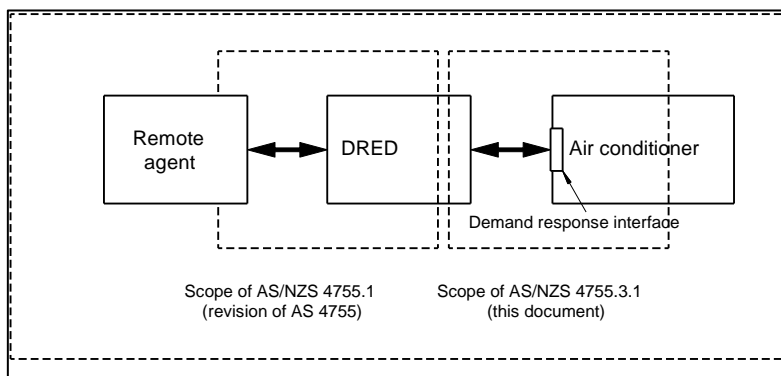 Remote
agent
DRED
Air conditioner
Demand response interface
Scope of AS/NZS 4755.1
(revision of AS 4755)
Scope of AS/NZS 4755.3.1
(this document)